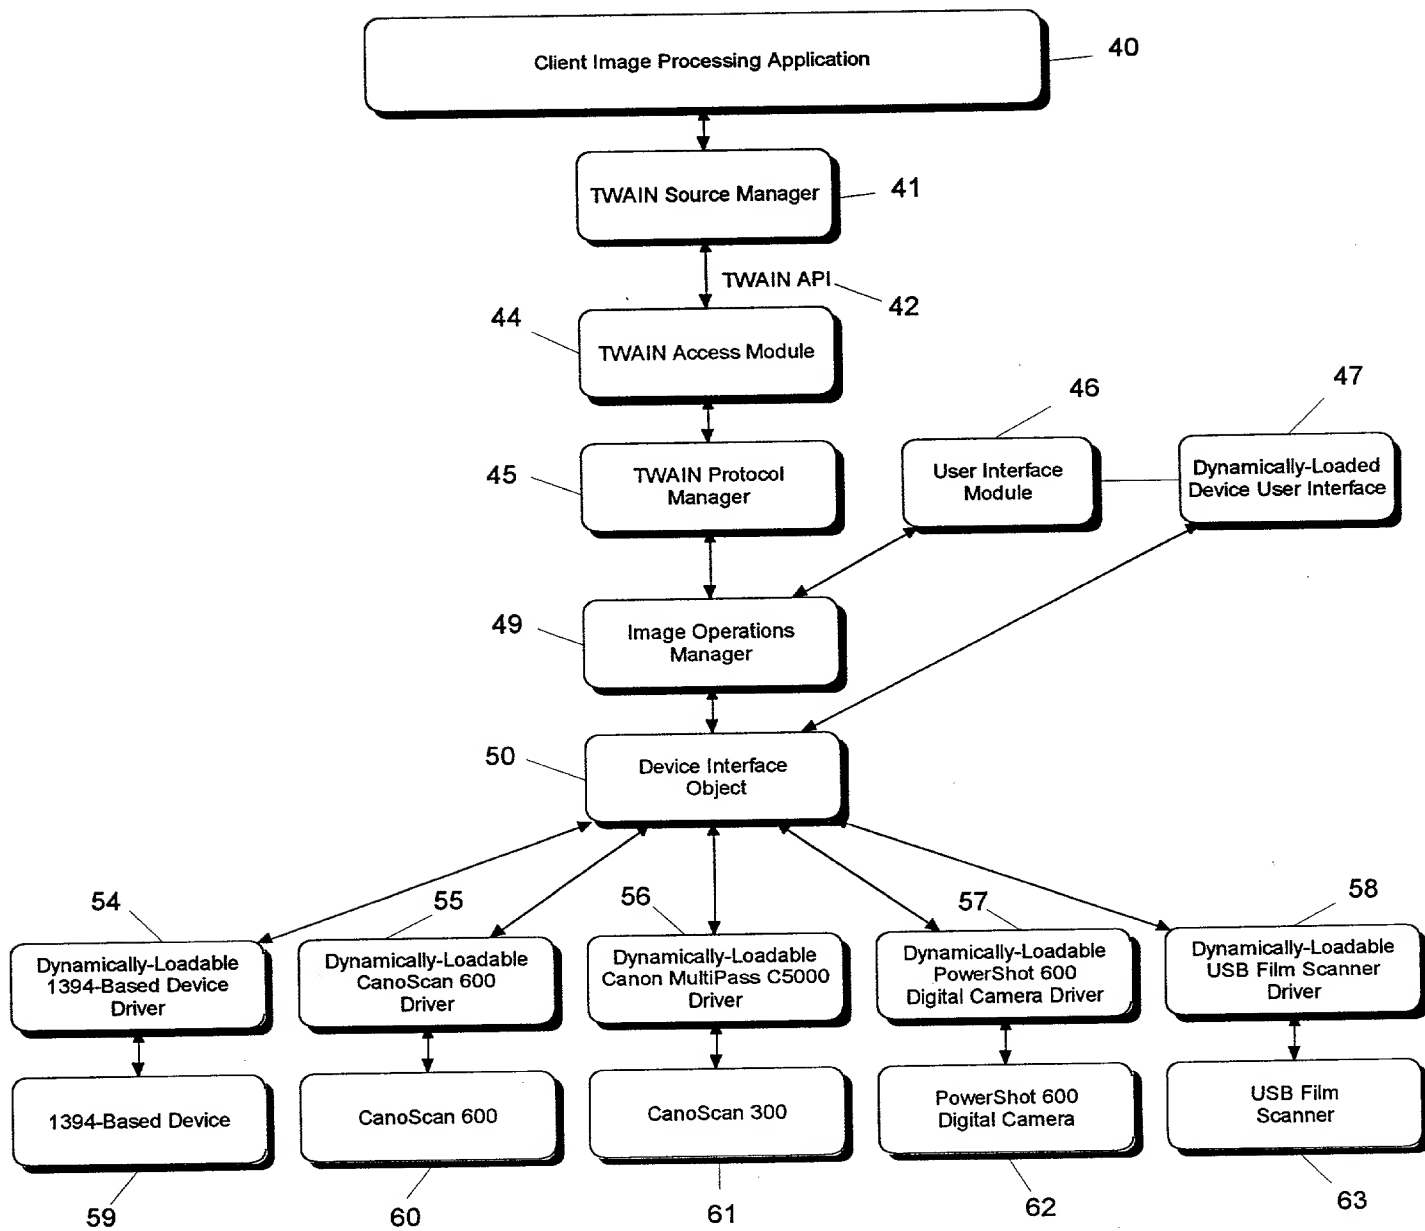 Client Image Processing Application
40
TWAIN Source Manager
41
TWAIN API
42
44
TWAIN Access Module
46
47
45
TWAIN Protocol
Manager
User Interface
Module
Dynamically-Loaded
Device User Interface
49
Image Operations
Manager
50
Device Interface
Object
54
55
56
57
58
Dynamically-Loadable
1394-Based Device
Driver
Dynamically-Loadable
CanoScan 600
Driver
Dynamically-Loadable
Canon MultiPass C5000
Driver
Dynamically-Loadable
PowerShot 600
Digital Camera Driver
Dynamically-Loadable
USB Film Scanner
Driver
1394-Based Device
CanoScan 600
CanoScan 300
PowerShot 600
Digital Camera
USB Film
Scanner
59
60
61
62
63